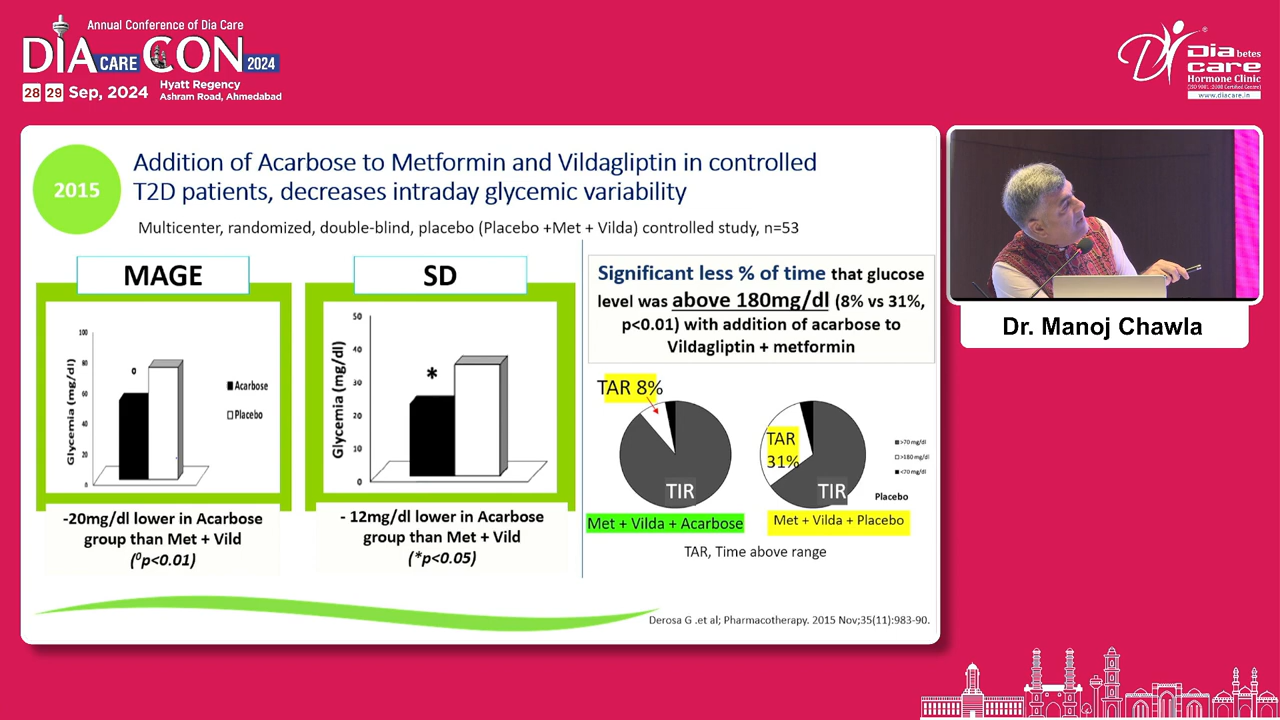 Annual Conference of Dia Care
DIA CARE CON 2024
28 29 Sep, 2024
Hyatt Regency
Ashram Road, Ahmedabad
Diabetes
care
Hormone Clinic
(ISO 9001 :2008 Certified Centre)
www.diacare.in
2015
Addition of Acarbose to Metformin and Vildagliptin in controlled
T2D patients, decreases intraday glycemic variability
Multicenter, randomized, double-blind, placebo (Placebo +Met + Vilda) controlled study, n=53
MAGE
Glycemia (mg/dl)
100
80
60
40
20
0
o
Acarbose
Placebo
-20mg/dl lower in Acarbose
group than Met + Vild
(⁰p<0.01)
SD
Glycemia (mg/dl)
50
40
30
20
10
0
*
- 12mg/dl lower in Acarbose
group than Met + Vild
(*p<0.05)
Significant less % of time that glucose
level was above 180mg/dl (8% vs 31%,
p<0.01) with addition of acarbose to
Vildagliptin + metformin
TAR 8%
TIR
Met + Vilda + Acarbose
TAR
31%
TIR
Met + Vilda + Placebo
>70 mg/dl
>180 mg/dl
<70 mg/dl
Placebo
TAR, Time above range
Derosa G .et al; Pharmacotherapy. 2015 Nov;35(11):983-90.
Dr. Manoj Chawla